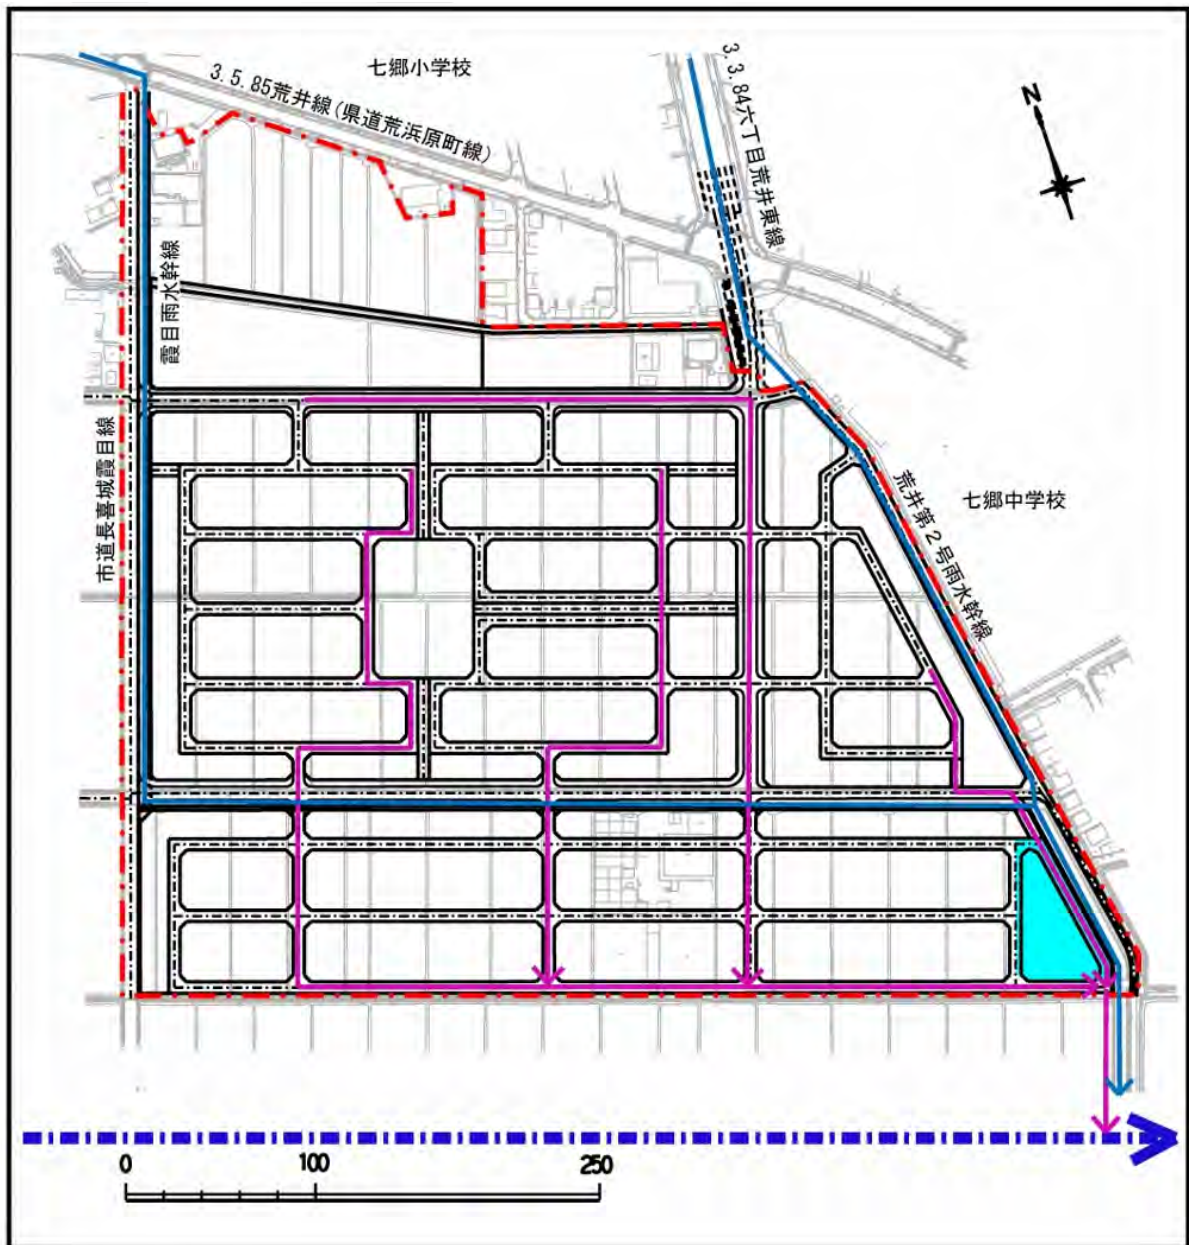 七郷小学校
3.5.85荒井線(県道荒浜原町線)
3.3.84六丁目荒井東線
N
霞目雨水幹線
市道長喜城霞目線
荒井第2号雨水幹線
七郷中学校
0 100 250